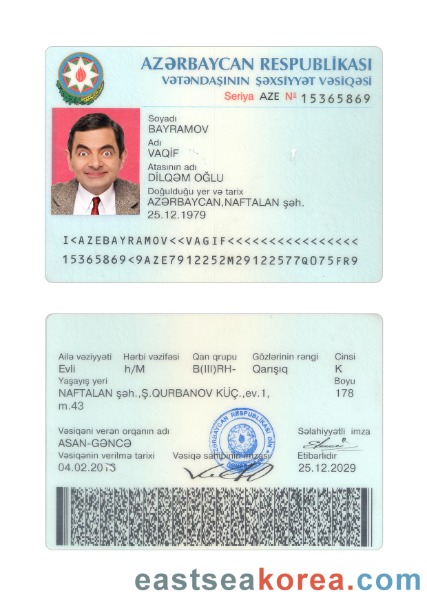 AZƏRBAYCAN RESPUBLİKASI
VƏTƏNDAŞININ ŞƏXSİYYƏT VƏSİQƏSİ
Seriya AZE № 15365869
Soyadı
BAYRAMOV
Adı
VAQİF
Atasının adı
DİLQƏM OĞLU
Doğulduğu yer və tarix
AZƏRBAYCAN,NAFTALAN şəh.
25.12.1979
I<AZEBAYRAMOV<<VAGIF<<<<<<<<<<<<<<<<<
15365869<9AZE7912252M29122577Q075FR9
Ailə vəziyyəti Hərbi vəzifəsi Qan qrupu Gözlərinin rəngi Cinsi
Evli h/M B(III)RH- Qarışıq K
Yaşayış yeri Boyu
NAFTALAN şəh.,Ş.QURBANOV KÜÇ.,ev.1, 178
m.43
Vəsiqəni verən orqanın adı Səlahiyyətli imza
ASAN-GƏNCƏ
Vəsiqənin verilmə tarixi Vəsiqə sahibinin imzası Etibarlıdır
04.02.2013 25.12.2029
eastseakorea.com